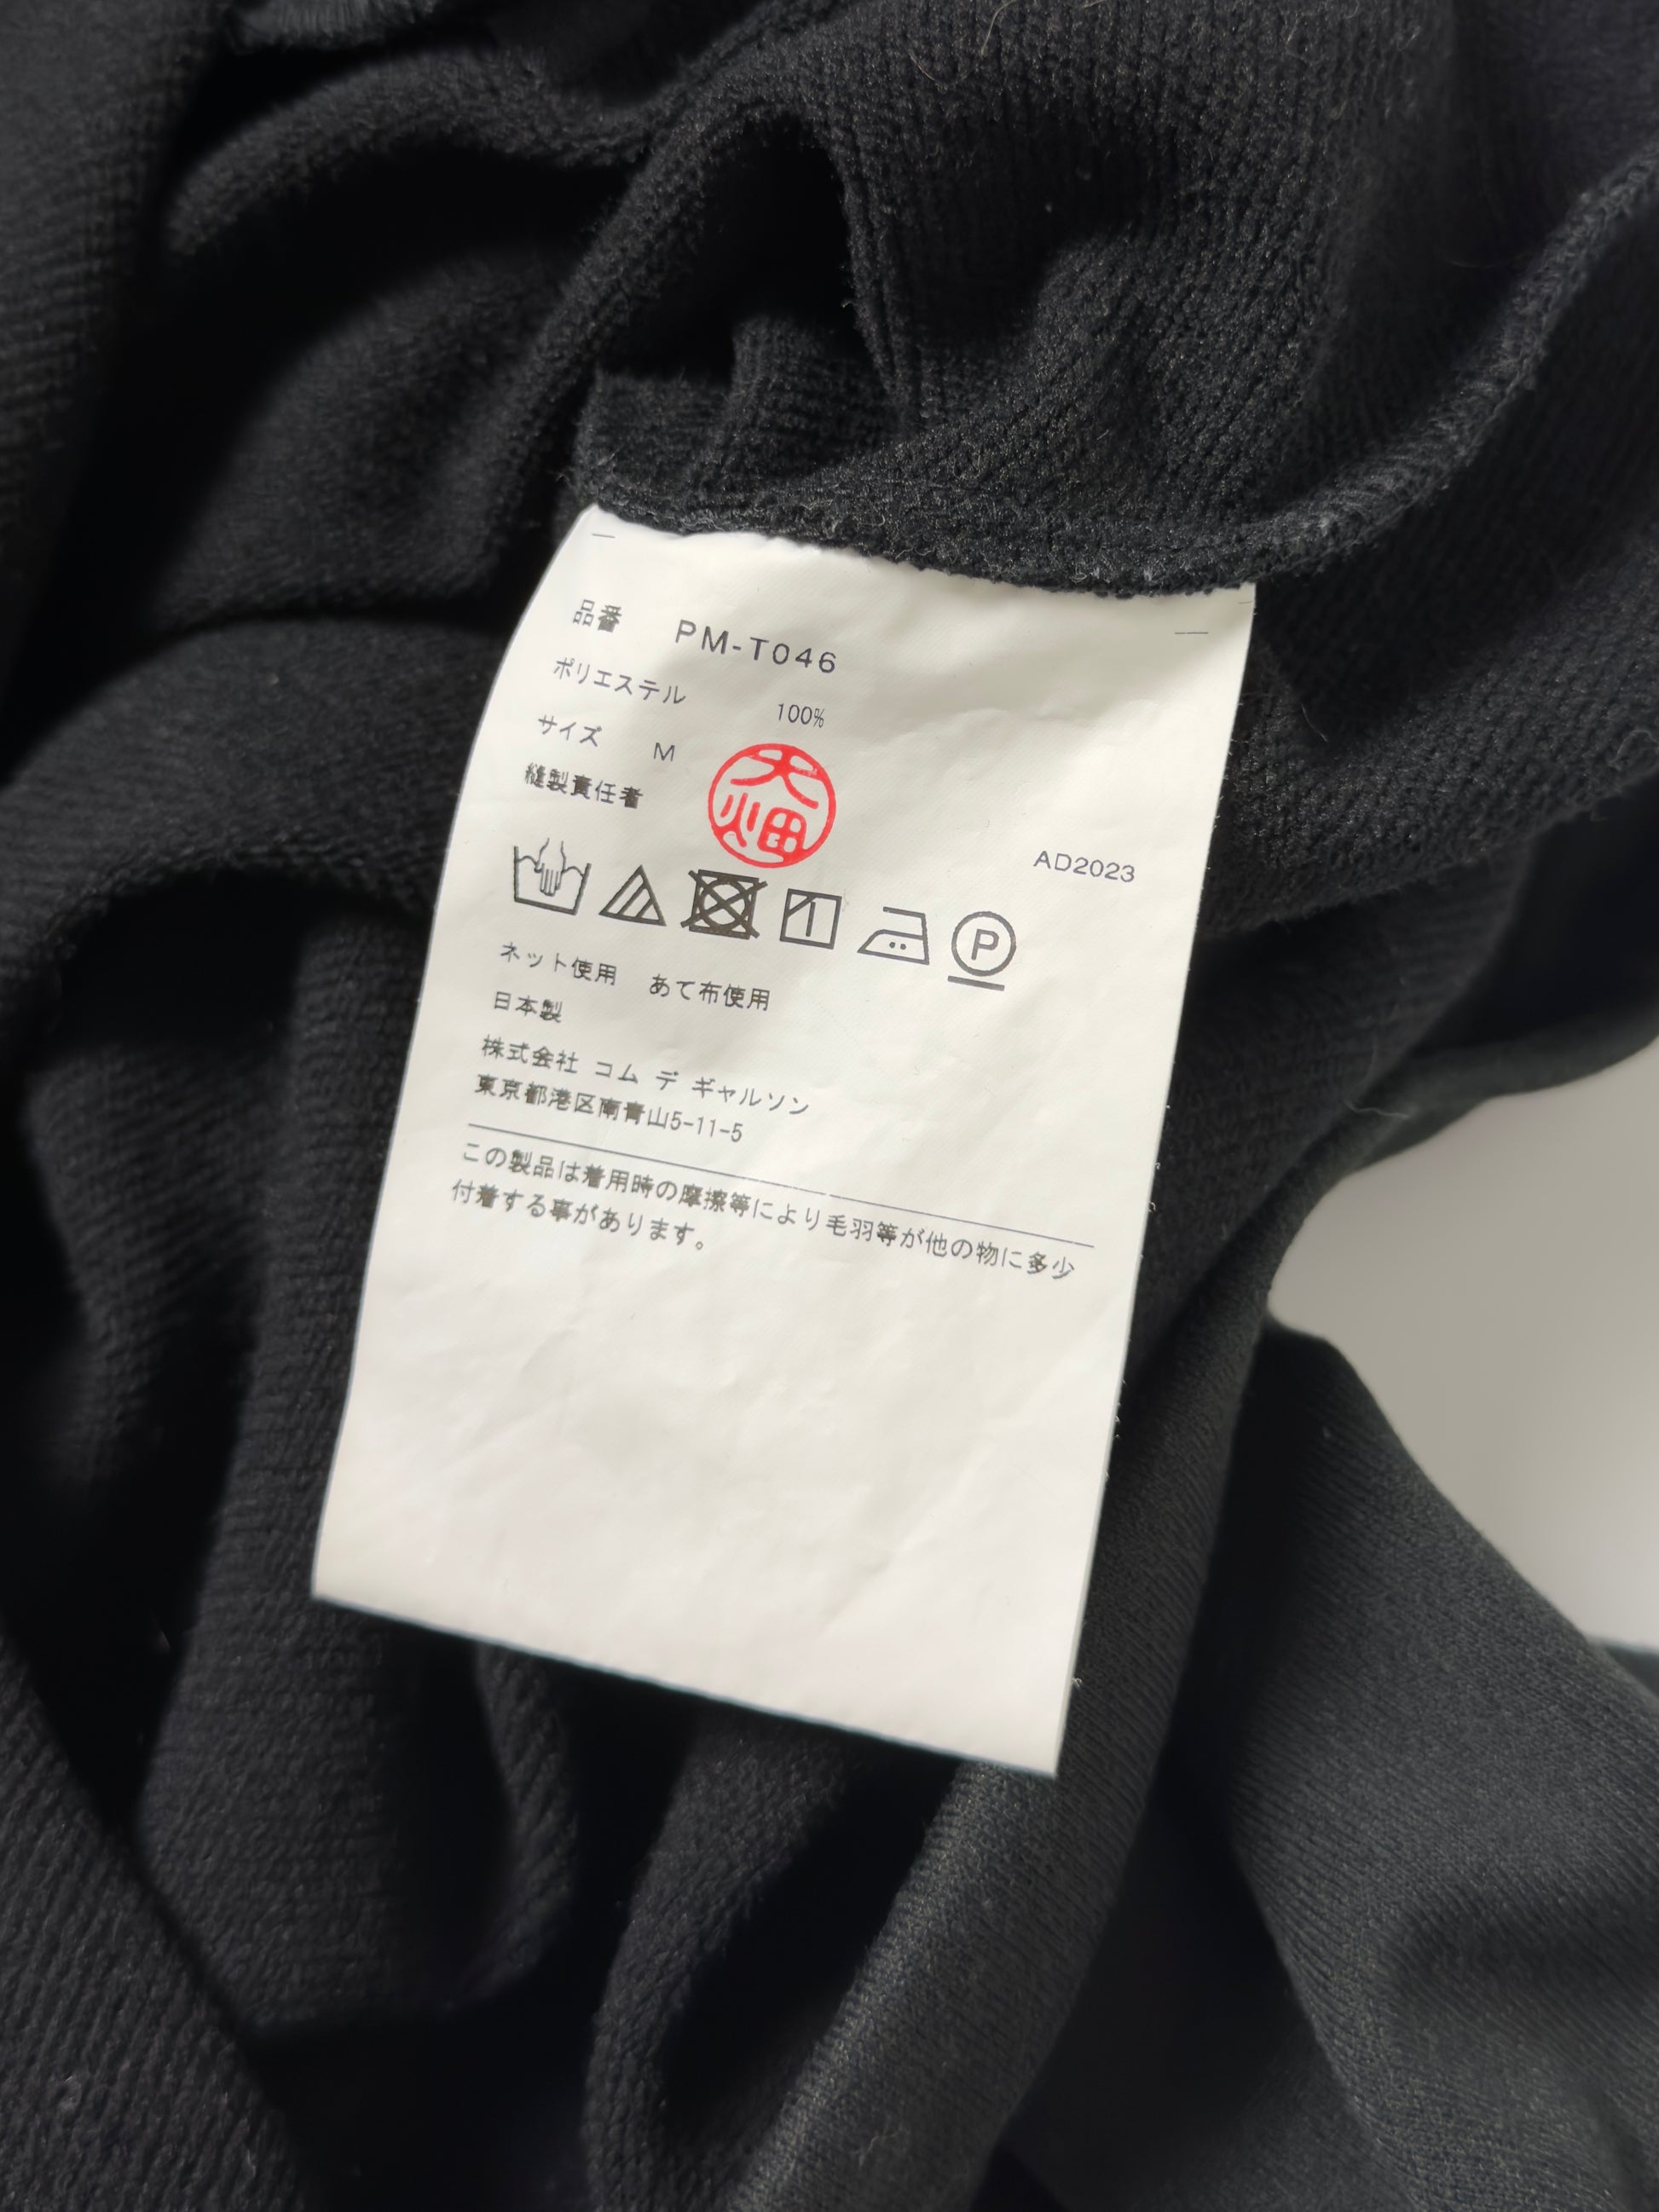 品番 PM-T046
ポリエステル 100%
サイズ M
縫製責任者 大畑
AD2023
P
ネット使用 あて布使用
日本製
株式会社 コム デ ギャルソン
東京都港区南青山5-11-5
この製品は着用時の摩擦等により毛羽等が他の物に多少
付着する事があります。